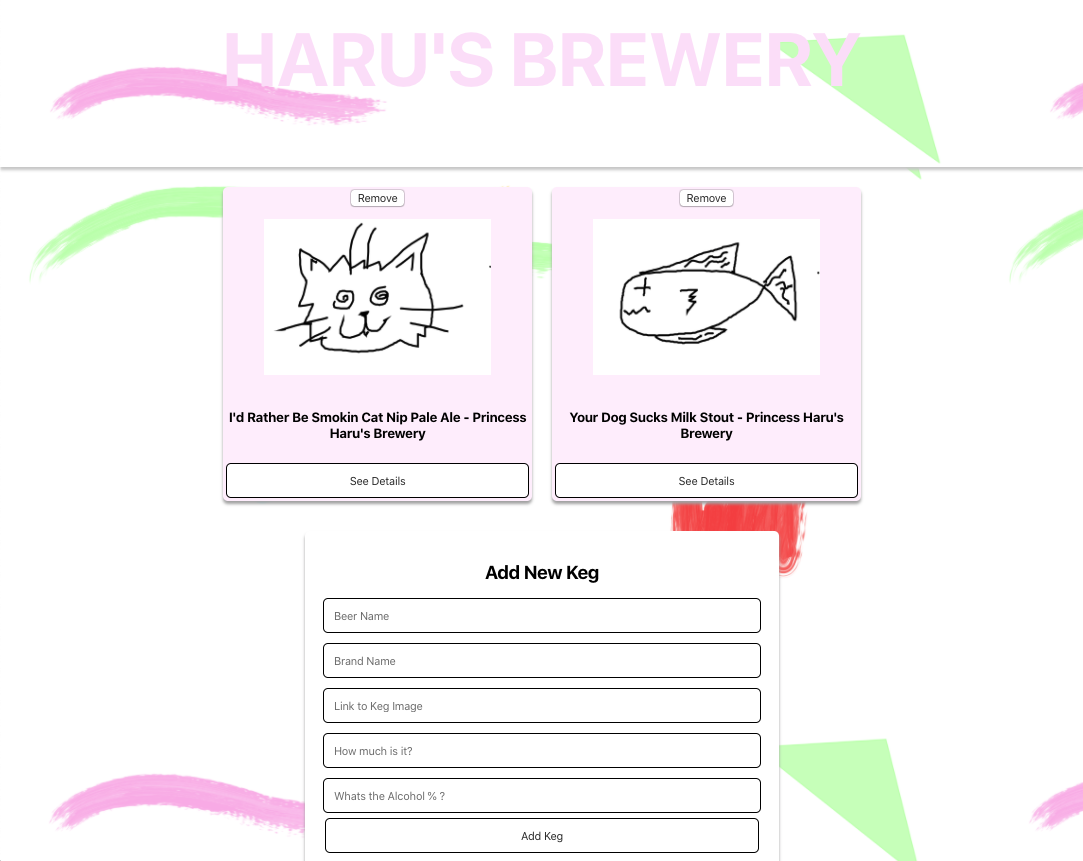 HARU'S BREWERY
Remove
Remove
I'd Rather Be Smokin Cat Nip Pale Ale - Princess
Haru's Brewery
Your Dog Sucks Milk Stout - Princess Haru's
Brewery
See Details
See Details
Add New Keg
Beer Name
Brand Name
Link to Keg Image
How much is it?
Whats the Alcohol % ?
Add Keg